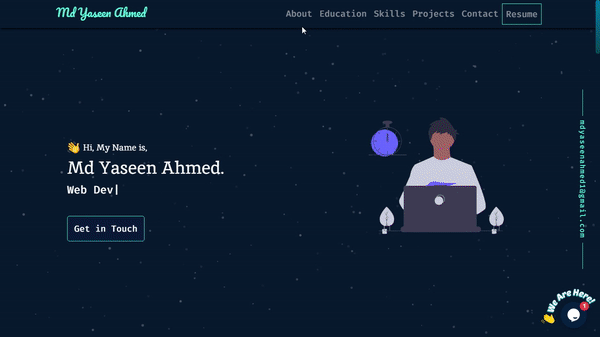 Md Yaseen Ahmed
About Education Skills Projects Contact Resume
👋 Hi, My Name is,
Md Yaseen Ahmed.
Web Dev|
Get in Touch
mdyaseenahmed1@gmail.com
We Are Here!
1